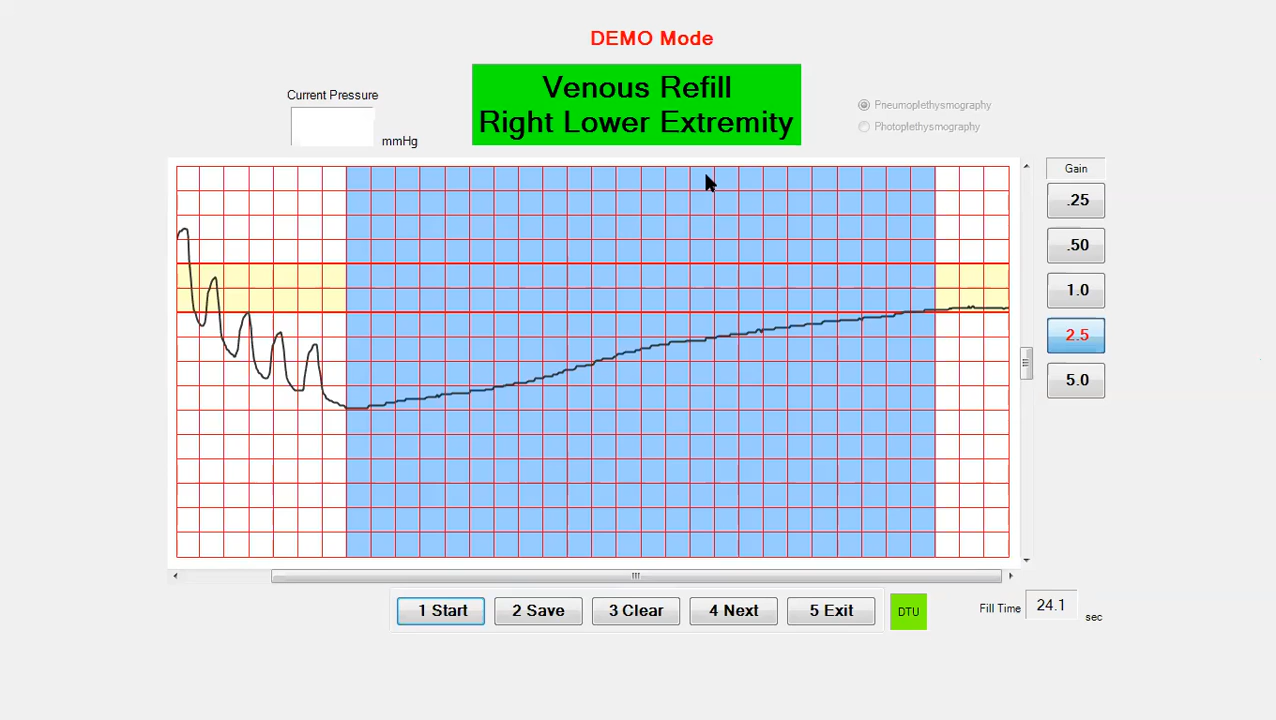 DEMO Mode
Venous Refill
Right Lower Extremity
Current Pressure
mmHg
Pneumoplethysmography
Photoplethysmography
Gain
.25
.50
1.0
2.5
5.0
1 Start
2 Save
3 Clear
4 Next
5 Exit
DTU
Fill Time
24.1
sec